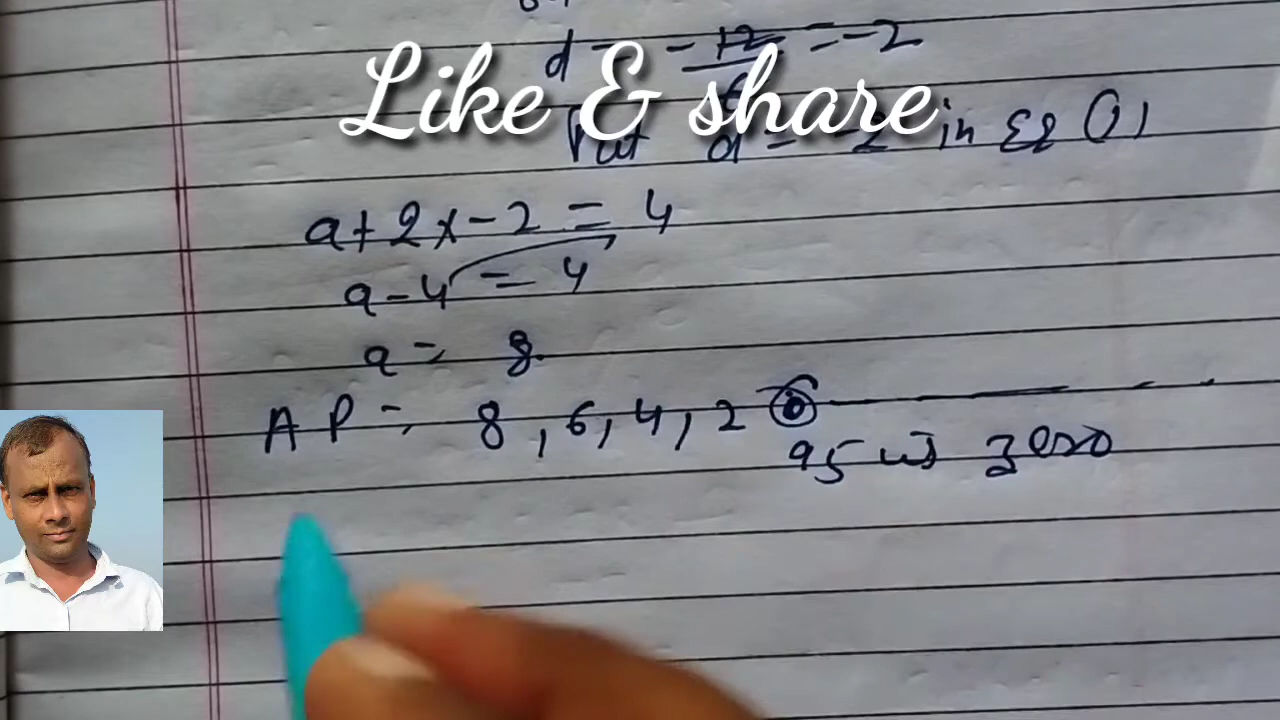 d = -12/6 = -2
Like & share
Put d = -2 in Eq (1)
a + 2 x - 2 = 4
a - 4 = 4
a = 8
AP = 8, 6, 4, 2 0
a5 is zero